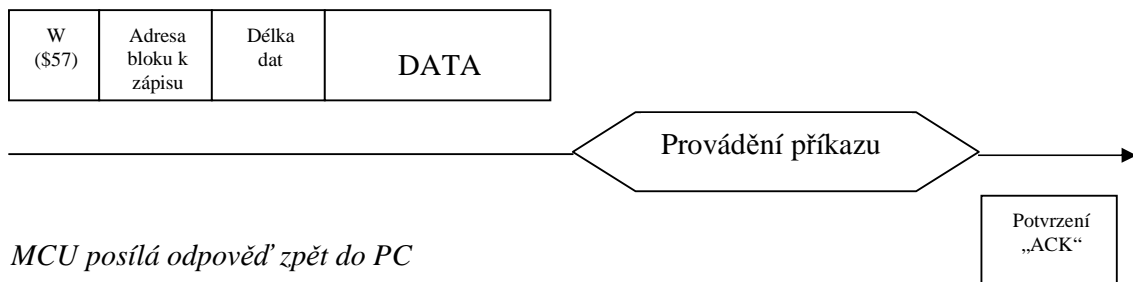 W
($57)
Adresa
bloku k
zápisu
Délka
dat
DATA
Provádění příkazu
Potvrzení
„ACK“
MCU posílá odpověď zpět do PC